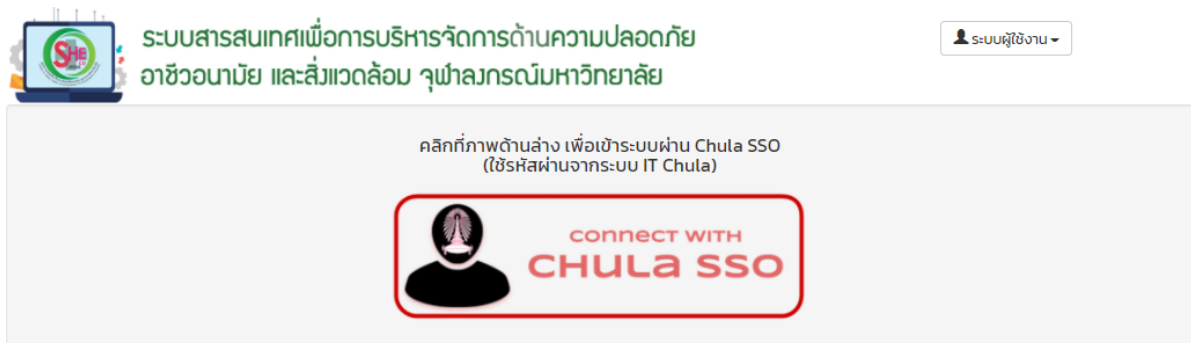 SHE
ระบบสารสนเทศเพื่อการบริหารจัดการด้านความปลอดภัย
อาชีวอนามัย และสิ่งแวดล้อม จุฬาลงกรณ์มหาวิทยาลัย
ระบบผู้ใช้งาน
คลิกที่ภาพด้านล่าง เพื่อเข้าระบบผ่าน Chula SSO
(ใช้รหัสผ่านจากระบบ IT Chula)
CONNECT WITH
CHULA SSO